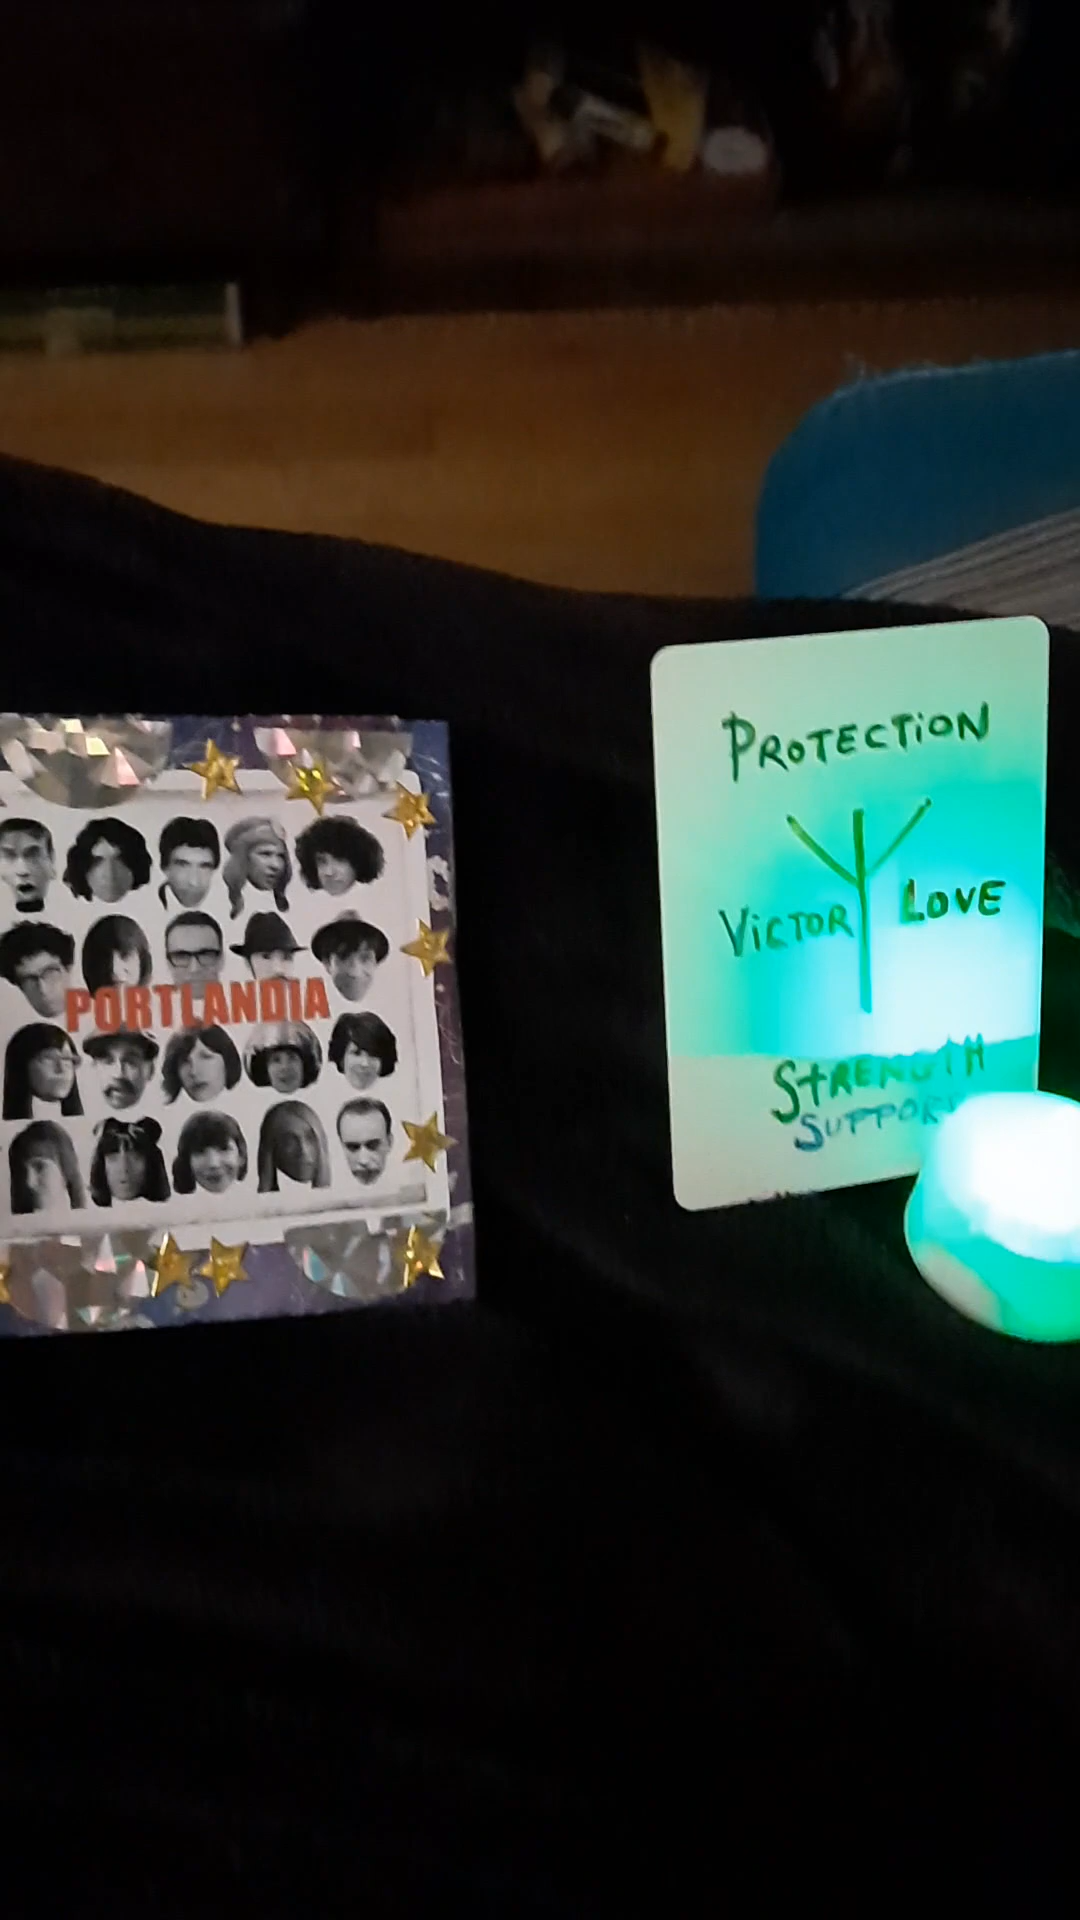 PORTLANDIA
PROTECTiON
ViCTORY LOVE
STRENGTH
SUPPORT